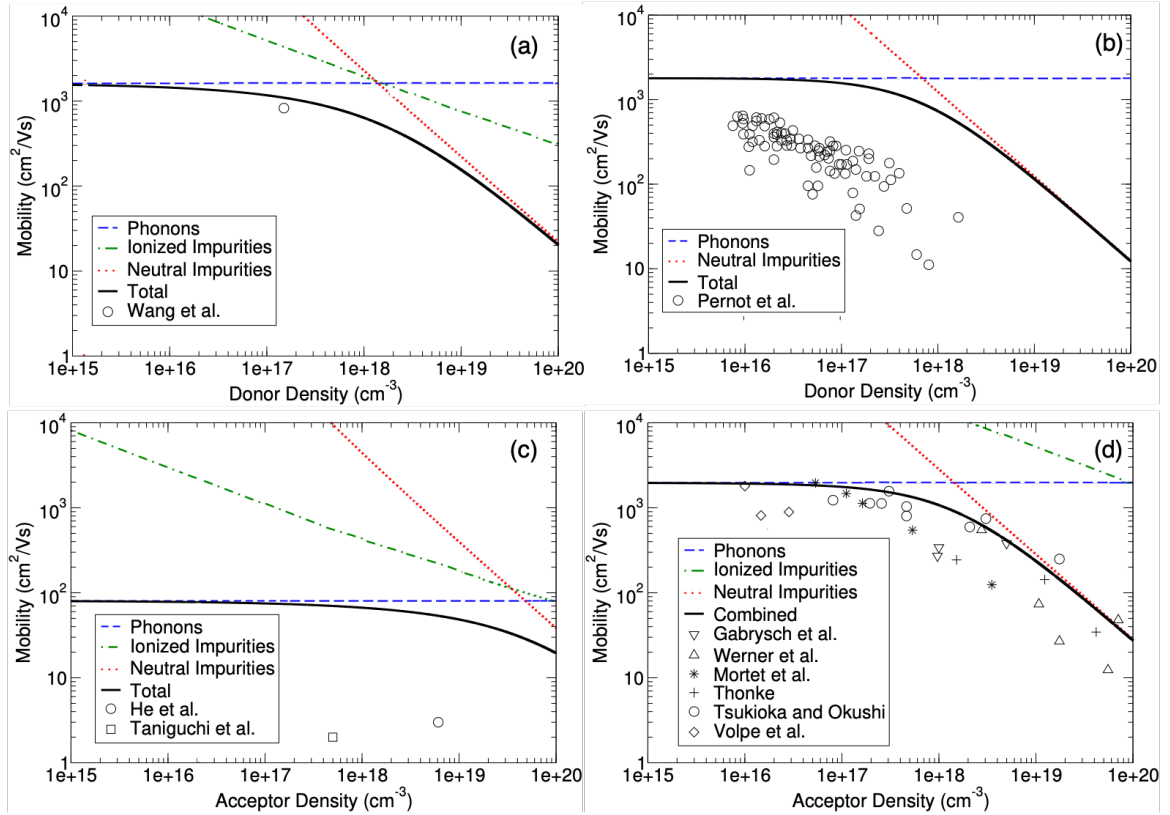 (a)
10^4
10^3
10^2
10
1
Mobility (cm^2/Vs)
Phonons
Ionized Impurities
Neutral Impurities
Total
Wang et al.
1e+15 1e+16 1e+17 1e+18 1e+19 1e+20
Donor Density (cm^-3)
(b)
10^4
10^3
10^2
10
1
Mobility (cm^2/Vs)
Phonons
Neutral Impurities
Total
Pernot et al.
1e+15 1e+16 1e+17 1e+18 1e+19 1e+20
Donor Density (cm^-3)
(c)
10^4
10^3
10^2
10
1
Mobility (cm^2/Vs)
Phonons
Ionized Impurities
Neutral Impurities
Total
He et al.
Taniguchi et al.
1e+15 1e+16 1e+17 1e+18 1e+19 1e+20
Acceptor Density (cm^-3)
(d)
10^4
10^3
10^2
10
1
Mobility (cm^2/Vs)
Phonons
Ionized Impurities
Neutral Impurities
Combined
Gabrysch et al.
Werner et al.
Mortet et al.
Thonke
Tsukioka and Okushi
Volpe et al.
1e+15 1e+16 1e+17 1e+18 1e+19 1e+20
Acceptor Density (cm^-3)